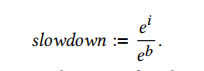 slowdown := e^i / e^b.